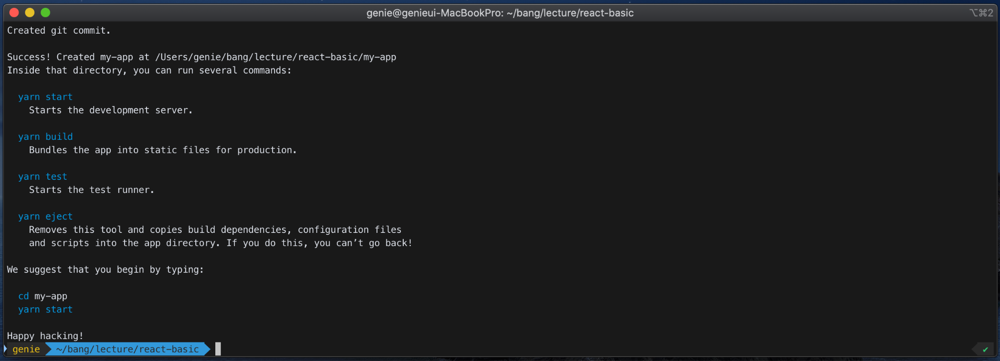 genie@genieui-MacBookPro: ~/bang/lecture/react-basic
⌥⌘2
Created git commit.
Success! Created my-app at /Users/genie/bang/lecture/react-basic/my-app
Inside that directory, you can run several commands:
yarn start
Starts the development server.
yarn build
Bundles the app into static files for production.
yarn test
Starts the test runner.
yarn eject
Removes this tool and copies build dependencies, configuration files
and scripts into the app directory. If you do this, you can’t go back!
We suggest that you begin by typing:
cd my-app
yarn start
Happy hacking!
genie ~/bang/lecture/react-basic ✔